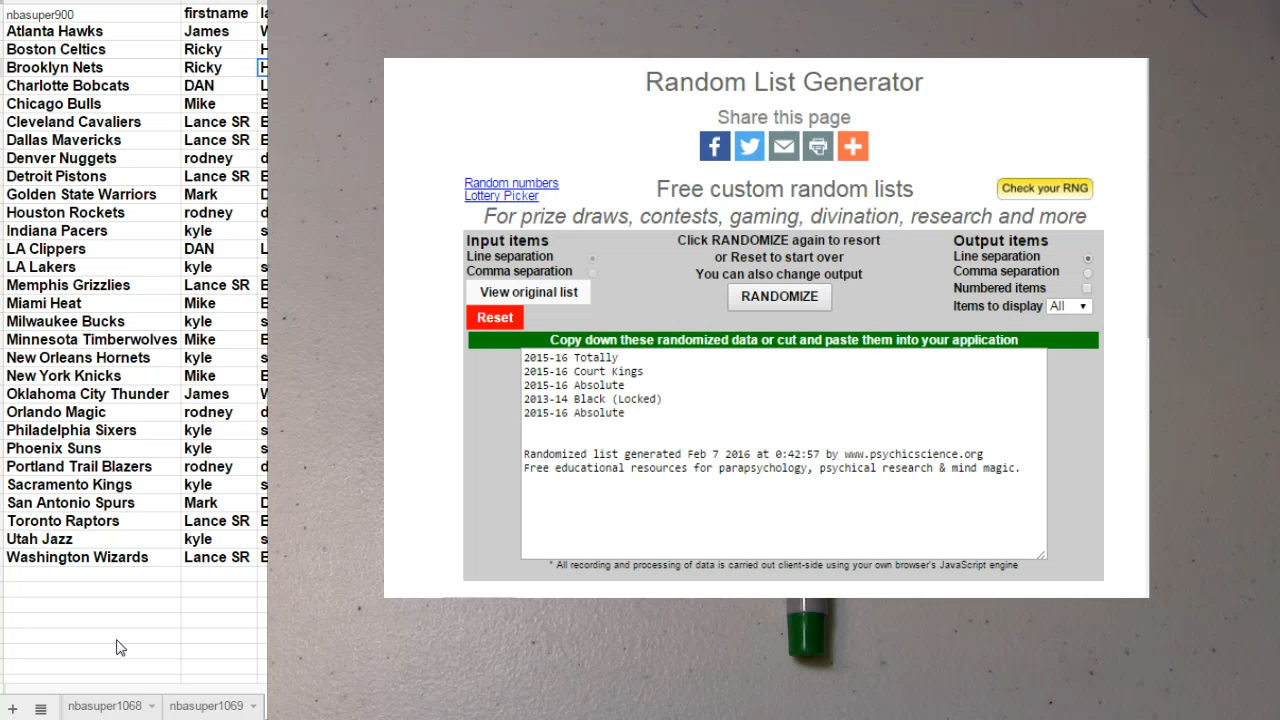 nbasuper900 firstname la
Atlanta Hawks James W
Boston Celtics Ricky H
Brooklyn Nets Ricky H
Charlotte Bobcats DAN L
Chicago Bulls Mike E
Cleveland Cavaliers Lance SR E
Dallas Mavericks Lance SR E
Denver Nuggets rodney d
Detroit Pistons Lance SR E
Golden State Warriors Mark D
Houston Rockets rodney d
Indiana Pacers kyle s
LA Clippers DAN L
LA Lakers kyle s
Memphis Grizzlies Lance SR E
Miami Heat Mike E
Milwaukee Bucks kyle s
Minnesota Timberwolves Mike E
New Orleans Hornets kyle s
New York Knicks Mike E
Oklahoma City Thunder James W
Orlando Magic rodney d
Philadelphia Sixers kyle s
Phoenix Suns kyle s
Portland Trail Blazers rodney d
Sacramento Kings kyle s
San Antonio Spurs Mark D
Toronto Raptors Lance SR E
Utah Jazz kyle s
Washington Wizards Lance SR E
nbasuper1068 nbasuper1069
Random List Generator
Share this page
Random numbers
Lottery Picker
Free custom random lists
Check your RNG
For prize draws, contests, gaming, divination, research and more
Input items
Line separation
Comma separation
View original list
Reset
Click RANDOMIZE again to resort
or Reset to start over
You can also change output
RANDOMIZE
Output items
Line separation
Comma separation
Numbered items
Items to display All
Copy down these randomized data or cut and paste them into your application
2015-16 Totally
2015-16 Court Kings
2015-16 Absolute
2013-14 Black (Locked)
2015-16 Absolute
Randomized list generated Feb 7 2016 at 0:42:57 by www.psychicscience.org
Free educational resources for parapsychology, psychical research & mind magic.
* All recording and processing of data is carried out client-side using your own browser's JavaScript engine